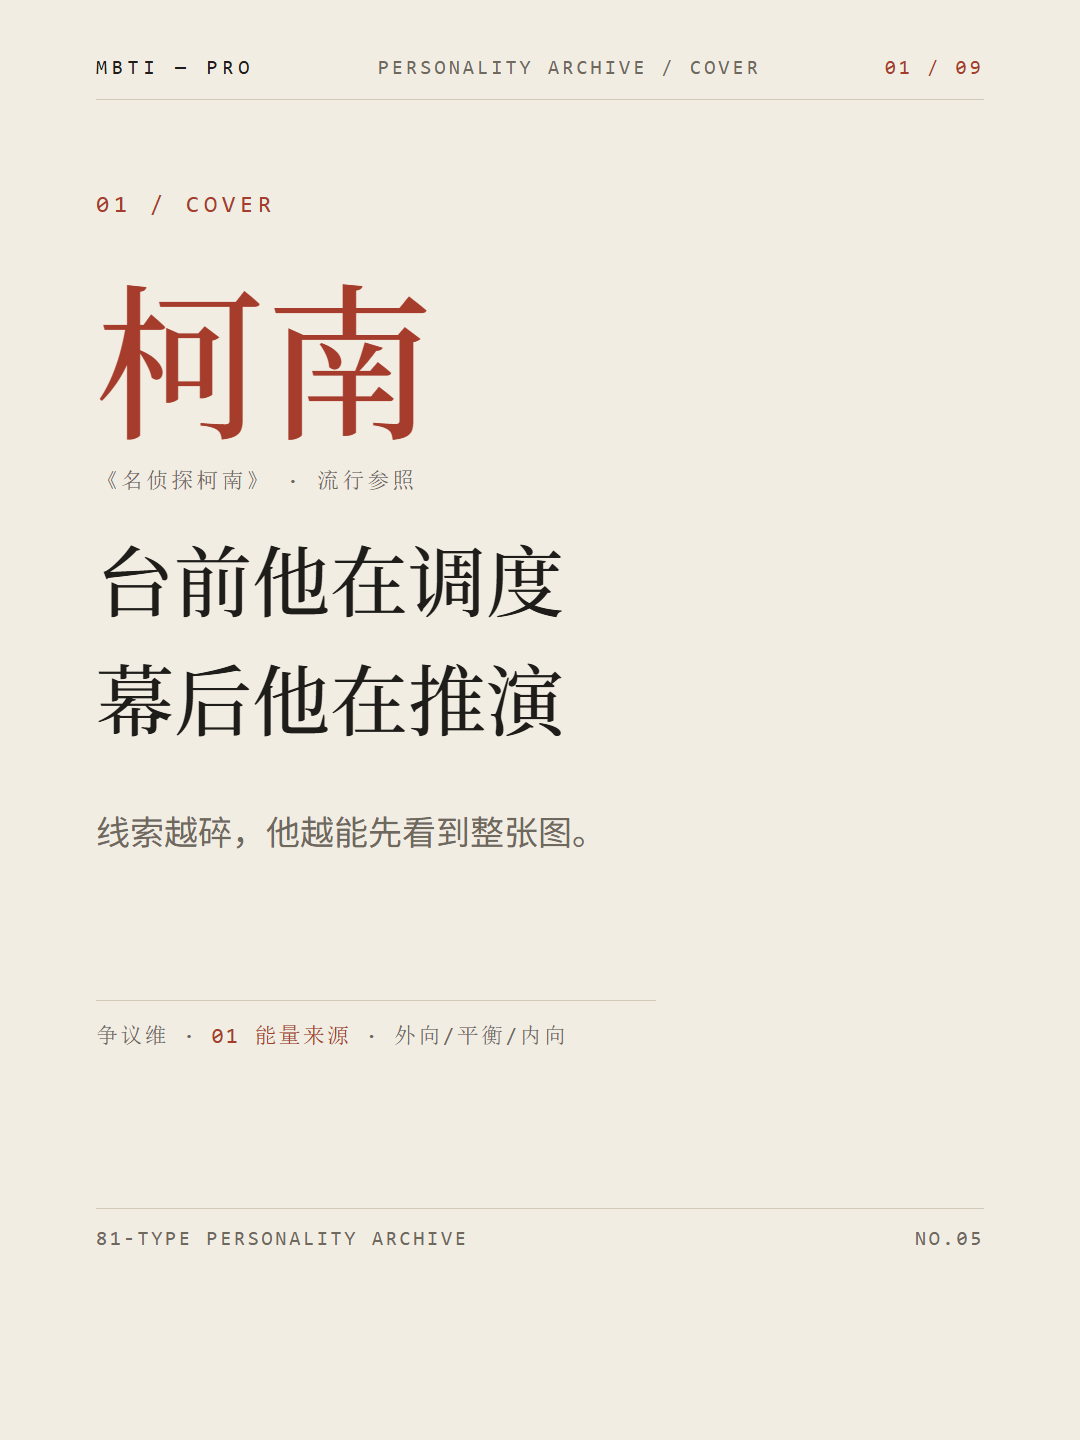 MBTI — PRO
PERSONALITY ARCHIVE / COVER
01 / 09
01 / COVER
柯南
《名侦探柯南》 · 流行参照
台前他在调度
幕后他在推演
线索越碎，他越能先看到整张图。
争议维 · 01 能量来源 · 外向/平衡/内向
81-TYPE PERSONALITY ARCHIVE
NO.05